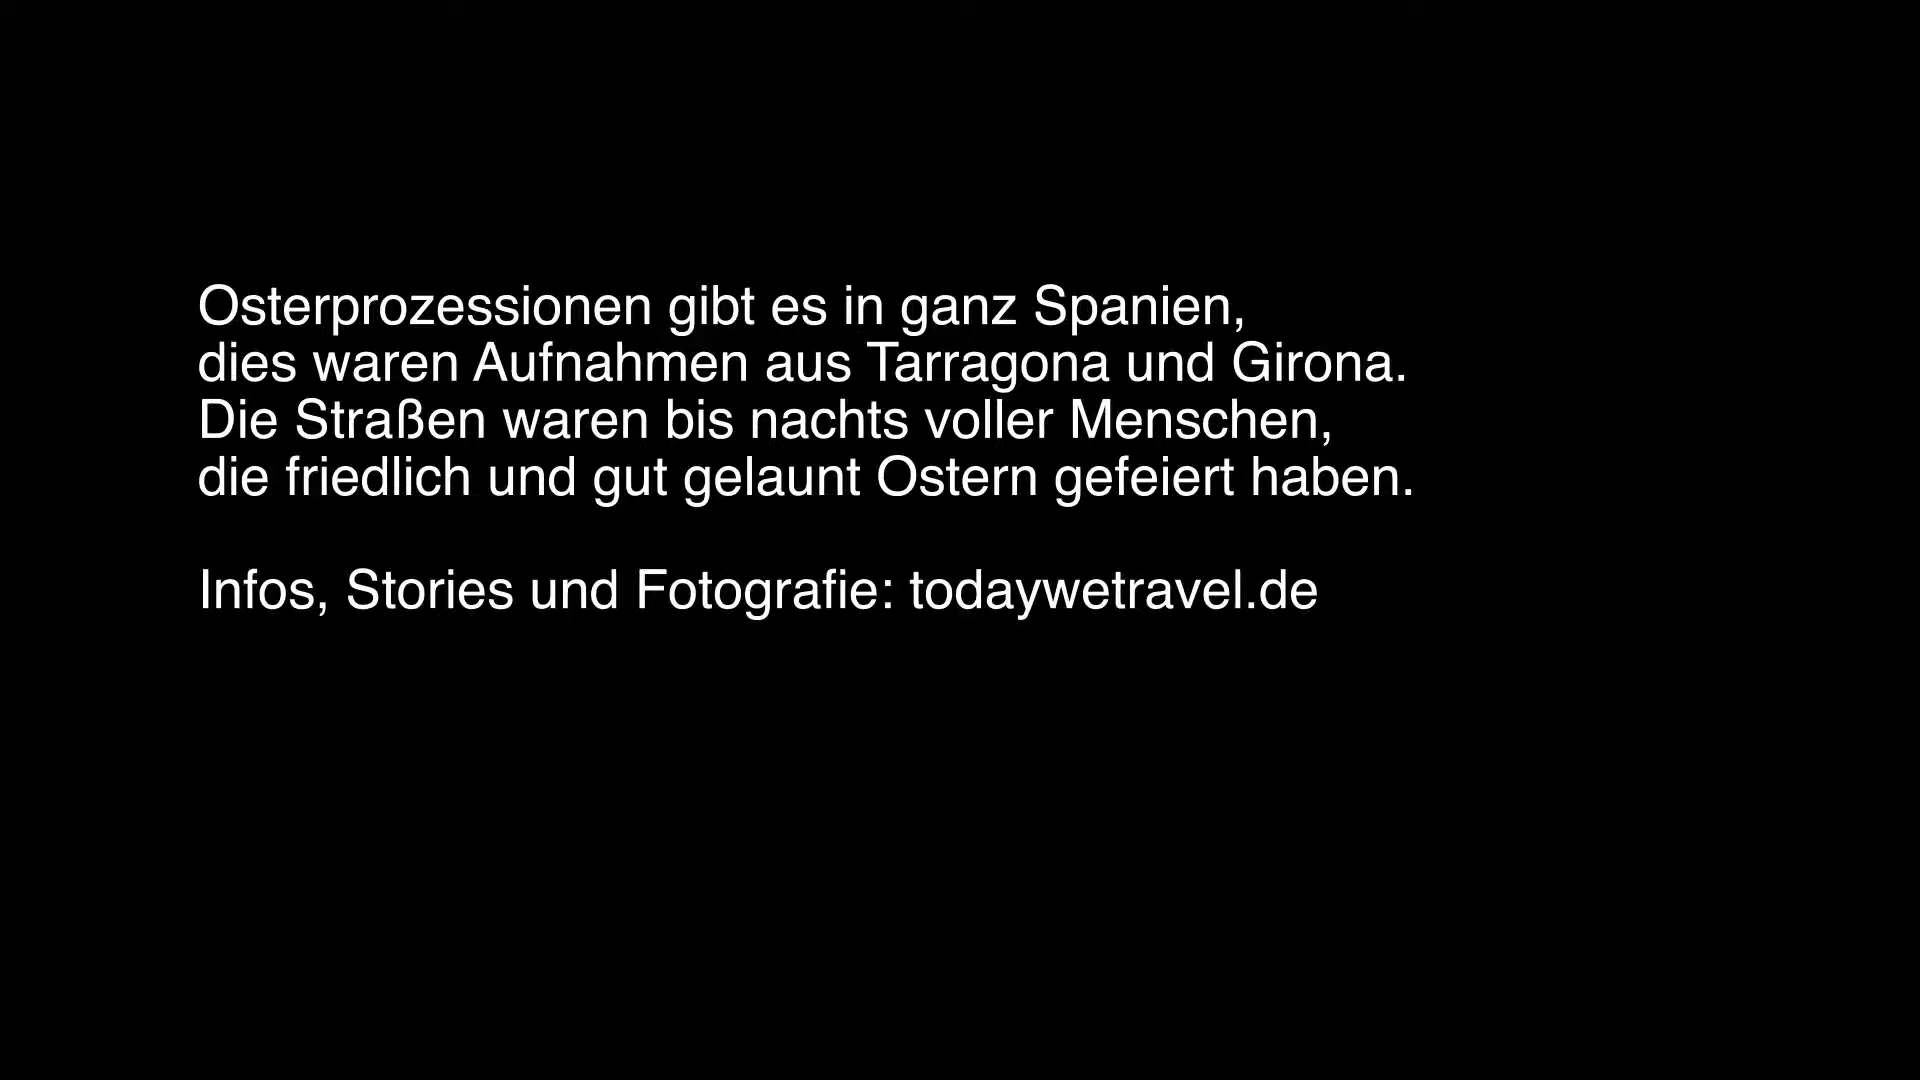 Osterprozessionen gibt es in ganz Spanien,
dies waren Aufnahmen aus Tarragona und Girona.
Die Straßen waren bis nachts voller Menschen,
die friedlich und gut gelaunt Ostern gefeiert haben.
Infos, Stories und Fotografie: todaywetravel.de